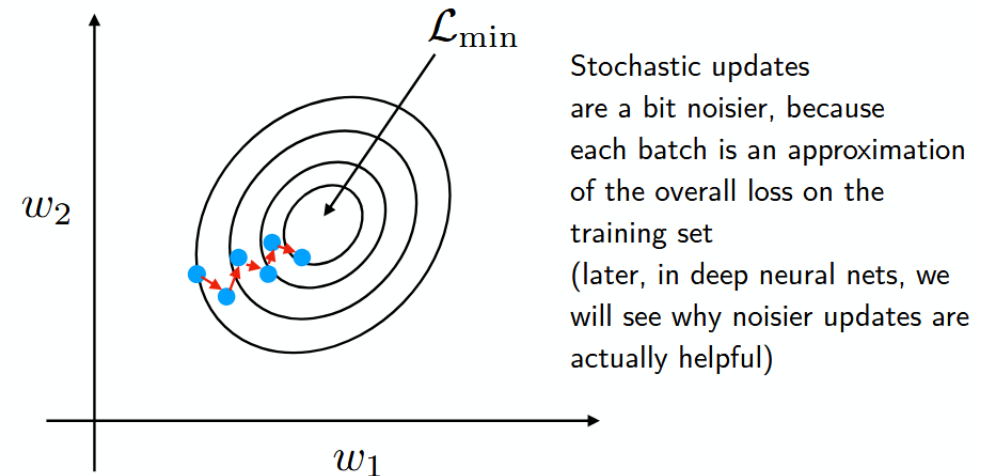 ℒmin
Stochastic updates
are a bit noisier, because
each batch is an approximation
of the overall loss on the
training set
(later, in deep neural nets, we
will see why noisier updates are
actually helpful)
w2
w1